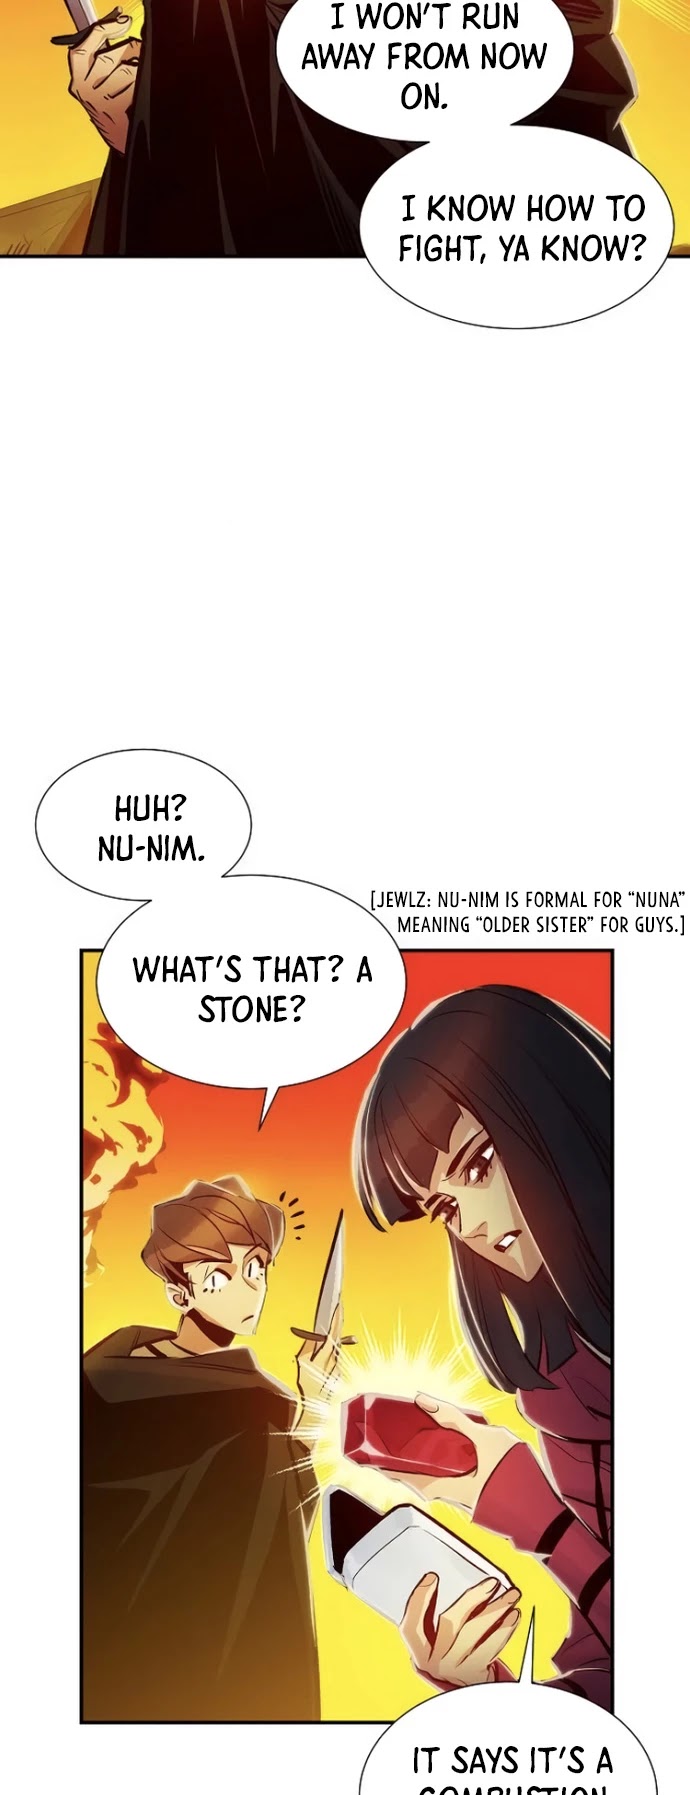 I WON'T RUN
AWAY FROM NOW
ON.
I KNOW HOW TO
FIGHT, YA KNOW?
HUH?
NU-NIM.
[JEWLZ: NU-NIM IS FORMAL FOR "NUNA"
MEANING "OLDER SISTER" FOR GUYS.]
WHAT'S THAT? A
STONE?
IT SAYS IT'S A
COMBUSTION